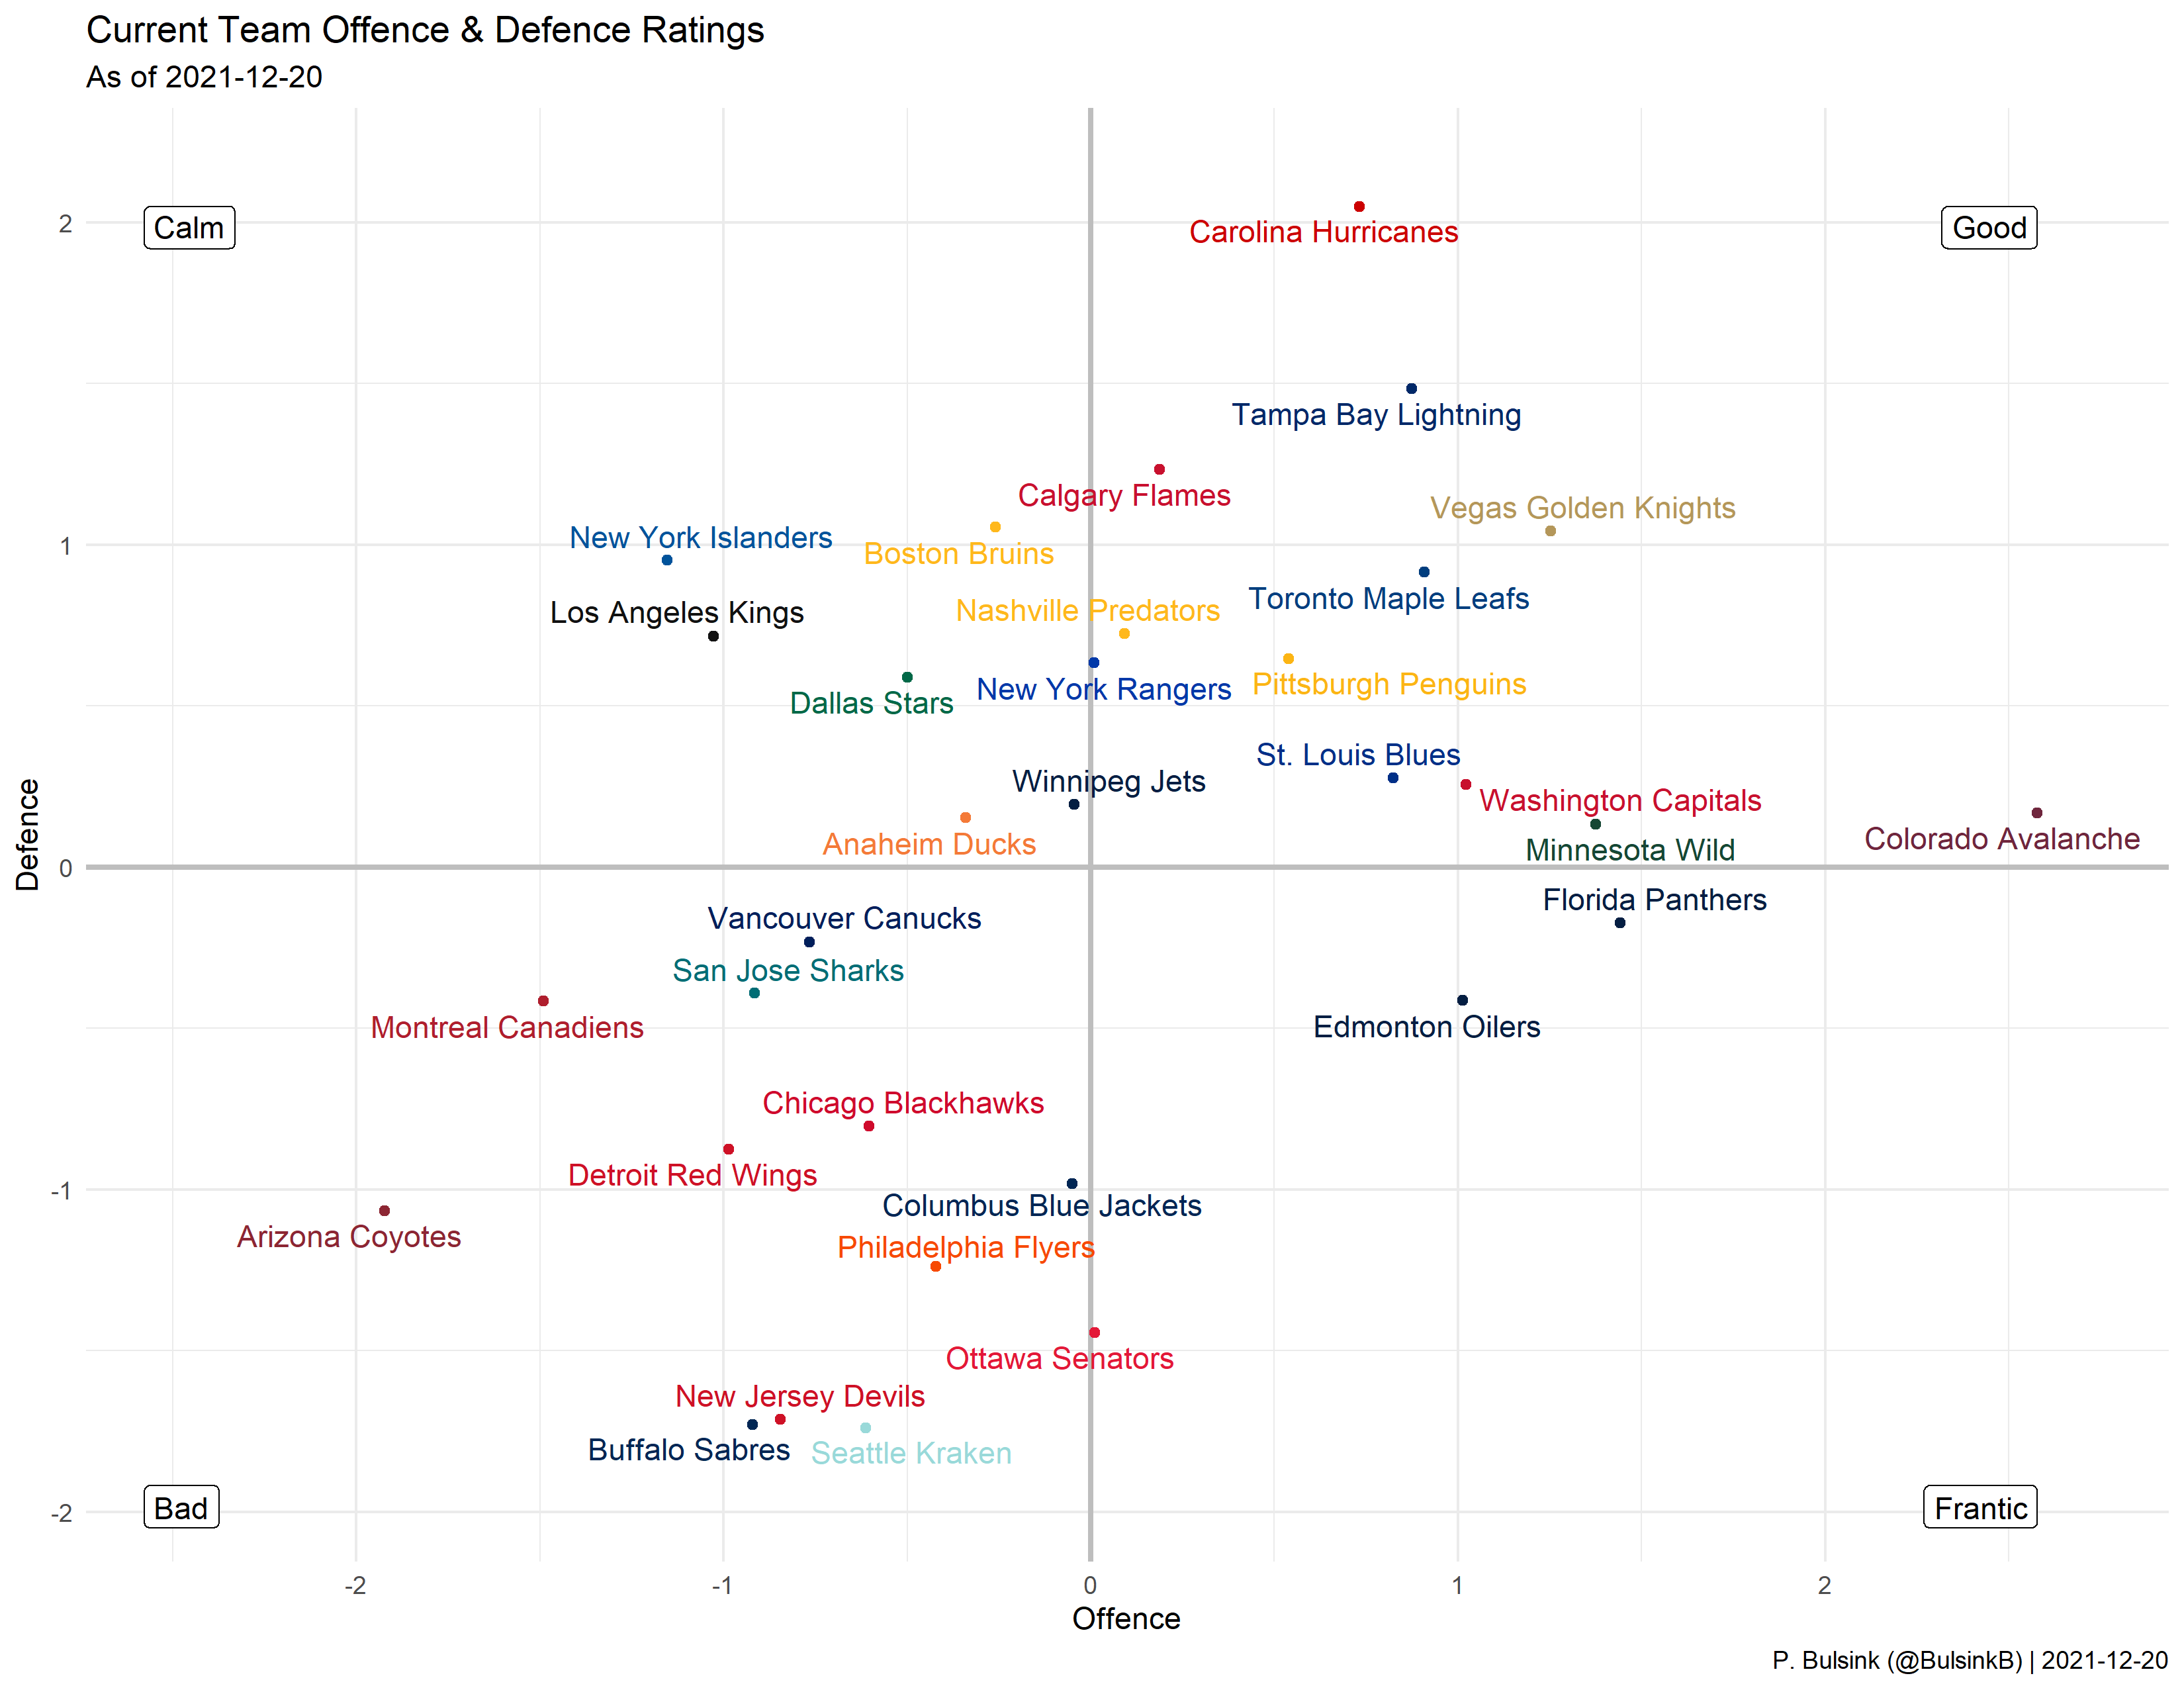 Current Team Offence & Defence Ratings
As of 2021-12-20
Calm
Good
Carolina Hurricanes
Tampa Bay Lightning
Calgary Flames
Vegas Golden Knights
New York Islanders
Boston Bruins
Toronto Maple Leafs
Los Angeles Kings
Nashville Predators
New York Rangers
Pittsburgh Penguins
Dallas Stars
St. Louis Blues
Winnipeg Jets
Washington Capitals
Anaheim Ducks
Minnesota Wild
Colorado Avalanche
Florida Panthers
Vancouver Canucks
San Jose Sharks
Montreal Canadiens
Edmonton Oilers
Chicago Blackhawks
Detroit Red Wings
Columbus Blue Jackets
Arizona Coyotes
Philadelphia Flyers
Ottawa Senators
New Jersey Devils
Buffalo Sabres
Seattle Kraken
Bad
Frantic
2
1
0
-1
-2
Defence
-2
-1
0
1
2
Offence
P. Bulsink (@BulsinkB) | 2021-12-20